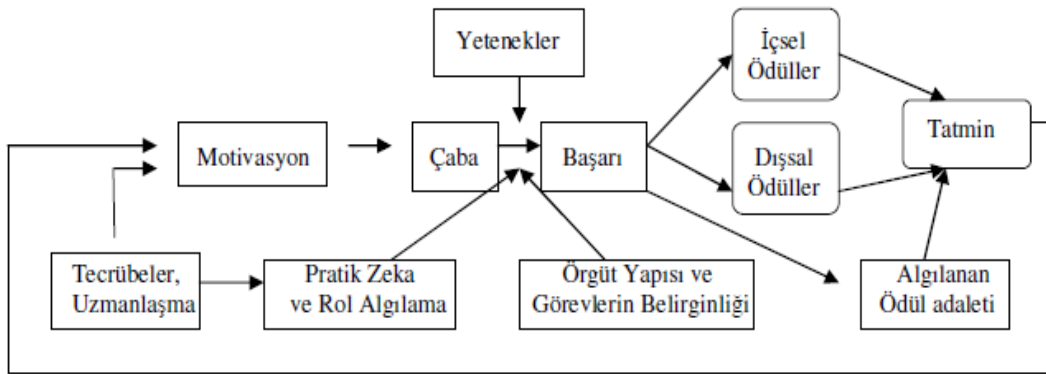 Yetenekler
İçsel
Ödüller
Motivasyon
Çaba
Başarı
Dışsal
Ödüller
Tatmin
Tecrübeler,
Uzmanlaşma
Pratik Zeka
ve Rol Algılama
Örgüt Yapısı ve
Görevlerin Belirginliği
Algılanan
Ödül adaleti